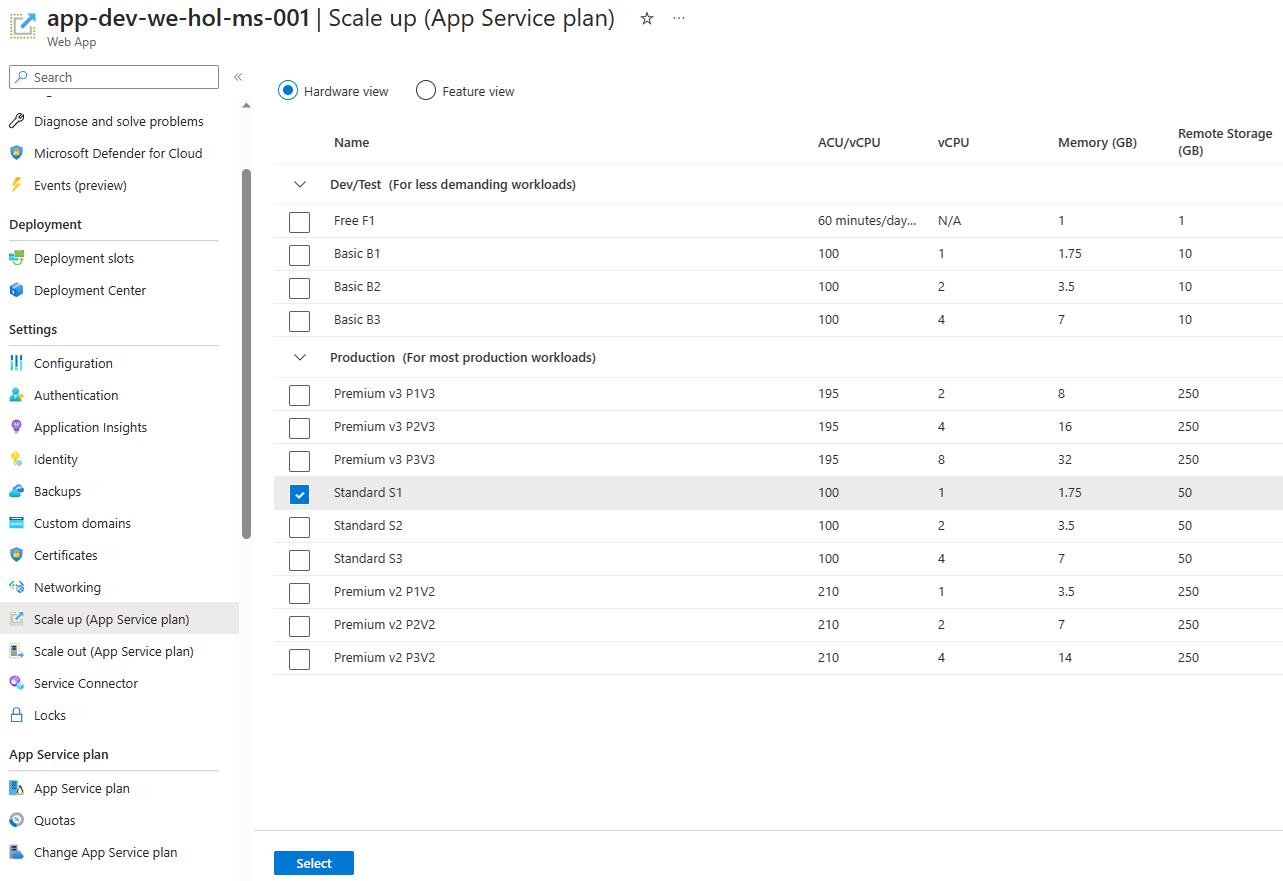 app-dev-we-hol-ms-001 | Scale up (App Service plan)
Web App
Search
Diagnose and solve problems
Microsoft Defender for Cloud
Events (preview)
Deployment
Deployment slots
Deployment Center
Settings
Configuration
Authentication
Application Insights
Identity
Backups
Custom domains
Certificates
Networking
Scale up (App Service plan)
Scale out (App Service plan)
Service Connector
Locks
App Service plan
App Service plan
Quotas
Change App Service plan
Hardware view Feature view
Name ACU/vCPU vCPU Memory (GB) Remote Storage (GB)
Dev/Test (For less demanding workloads)
Free F1 60 minutes/day... N/A 1 1
Basic B1 100 1 1.75 10
Basic B2 100 2 3.5 10
Basic B3 100 4 7 10
Production (For most production workloads)
Premium v3 P1V3 195 2 8 250
Premium v3 P2V3 195 4 16 250
Premium v3 P3V3 195 8 32 250
Standard S1 100 1 1.75 50
Standard S2 100 2 3.5 50
Standard S3 100 4 7 50
Premium v2 P1V2 210 1 3.5 250
Premium v2 P2V2 210 2 7 250
Premium v2 P3V2 210 4 14 250
Select